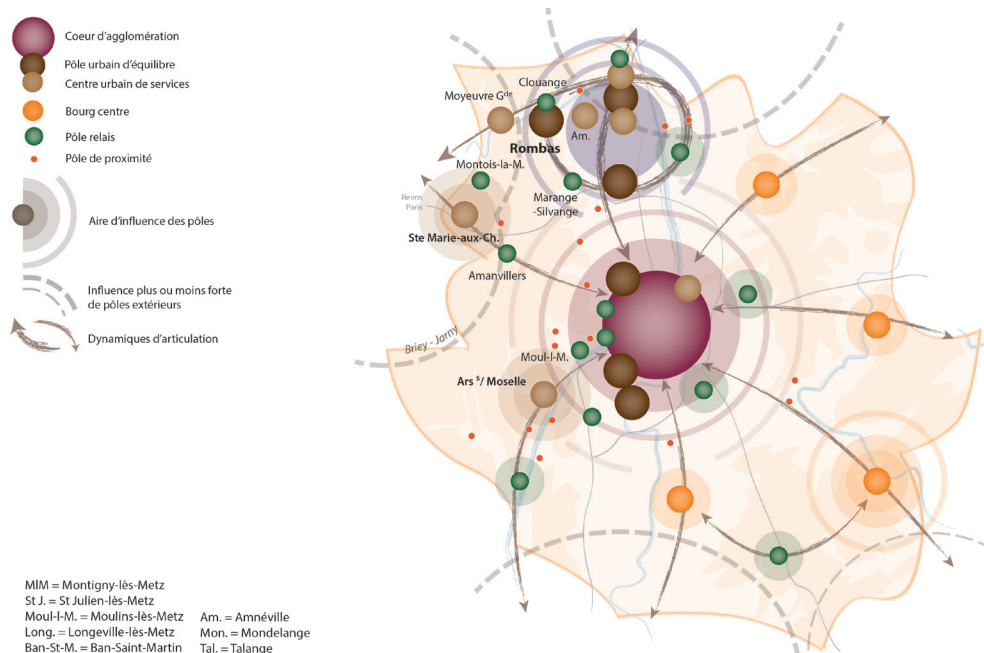 Coeur d'agglomération
Pôle urbain d'équilibre
Centre urbain de services
Bourg centre
Pôle relais
Pôle de proximité
Aire d'influence des pôles
Influence plus ou moins forte
de pôles extérieurs
Dynamiques d'articulation
Clouange
Moyeuvre Gde
Am.
Rombas
Montois-la-M.
Reims
Paris
Marange
-Silvange
Ste Marie-aux-Ch.
Amanvillers
Briey - Jarny
Moul-l-M.
Ars s/ Moselle
MlM = Montigny-lès-Metz
St J. = St Julien-lès-Metz
Moul-l-M. = Moulins-lès-Metz
Long. = Longeville-lès-Metz
Ban-St-M. = Ban-Saint-Martin
Am. = Amnéville
Mon. = Mondelange
Tal. = Talange